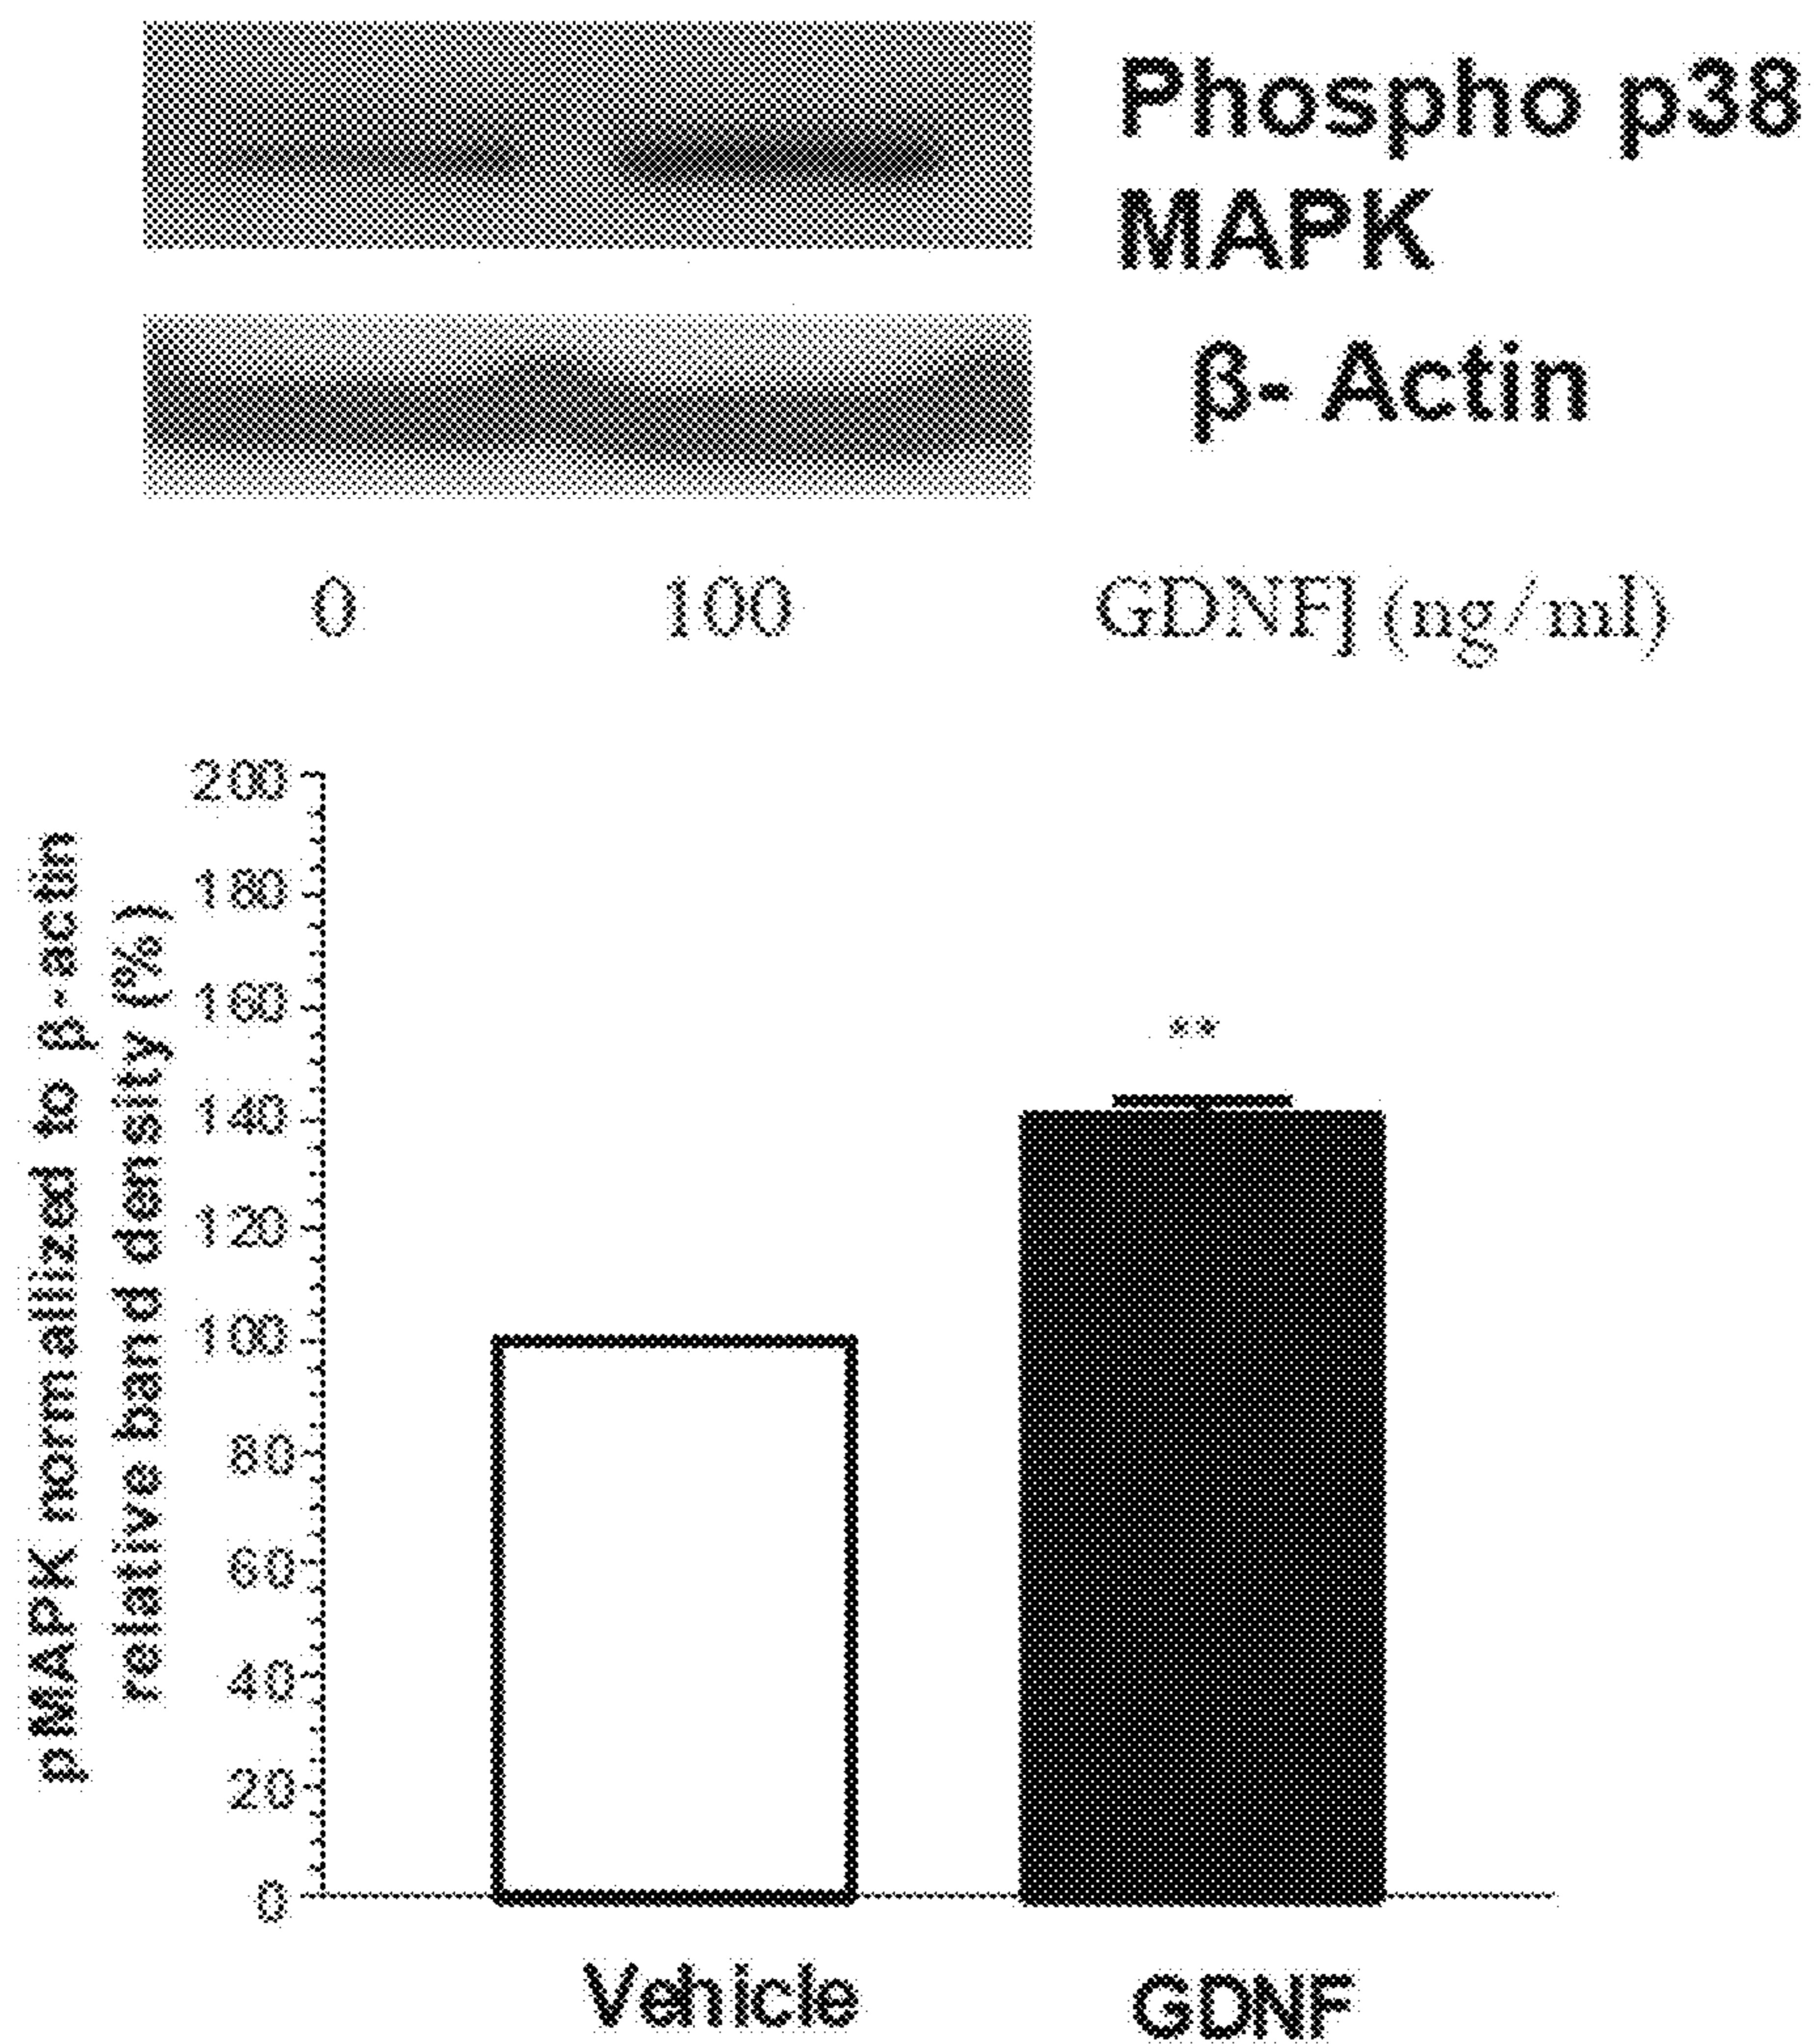 Phospho p38
MAPK
β- Actin
0 100 GDNF] (ng/ml)
pMAPK normallized to β-actin
relative band density (%)
200
180
160
140
120
100
80
60
40
20
0
**
Vehicle GDNF